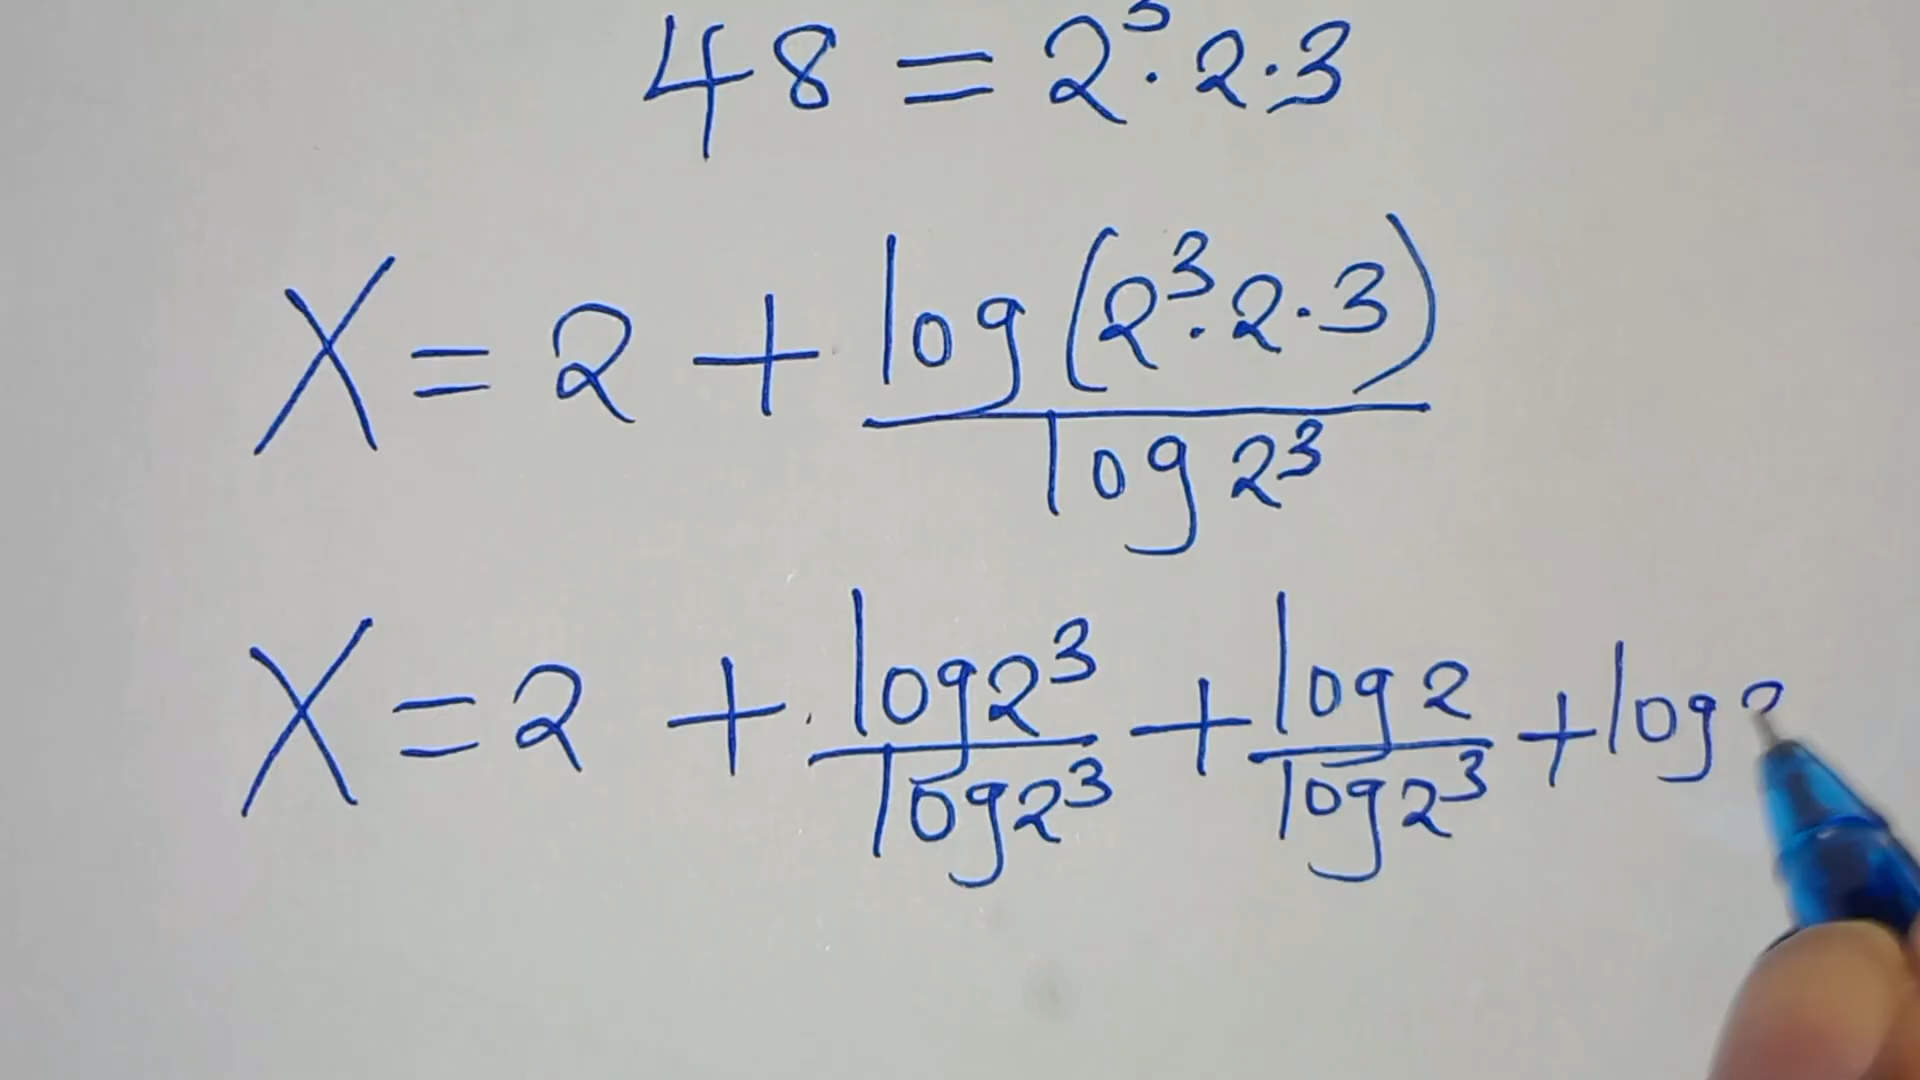 48 = 2³ · 2 · 3
X = 2 + log(2³ · 2 · 3) / log 2³
X = 2 + log 2³ / log 2³ + log 2 / log 2³ + log